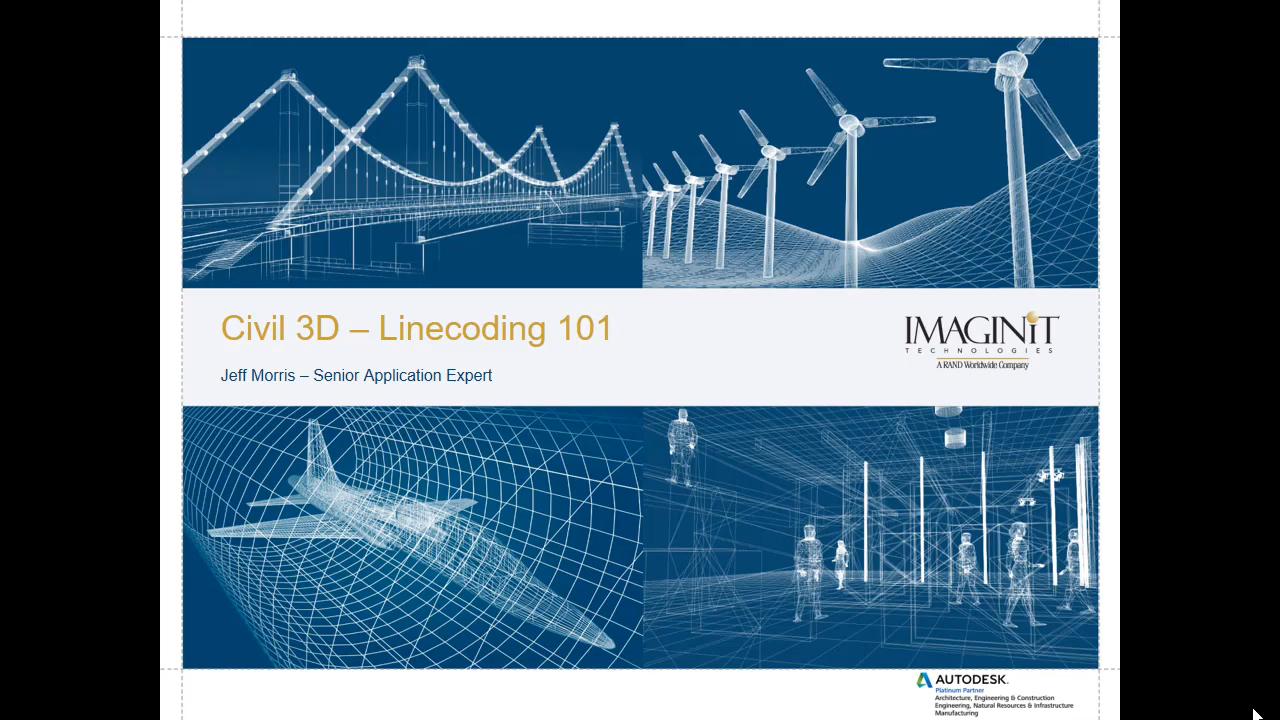 Civil 3D – Linecoding 101
Jeff Morris – Senior Application Expert
IMAGINiT
TECHNOLOGIES
A RAND Worldwide Company
AUTODESK.
Platinum Partner
Architecture, Engineering & Construction
Engineering, Natural Resources & Infrastructure
Manufacturing